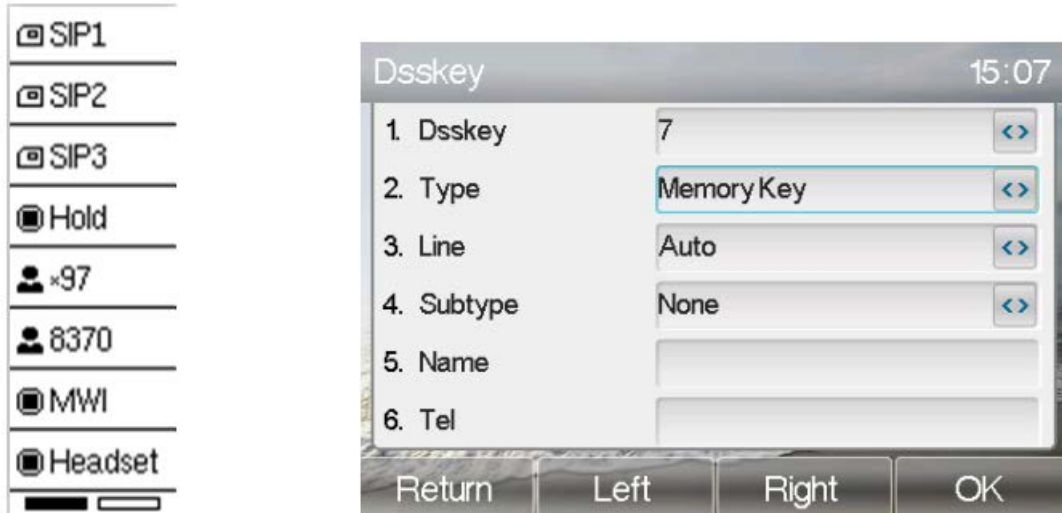 SIP1
SIP2
SIP3
Hold
×97
8370
MWI
Headset
Dsskey 15:07
1. Dsskey 7
2. Type Memory Key
3. Line Auto
4. Subtype None
5. Name
6. Tel
Return Left Right OK